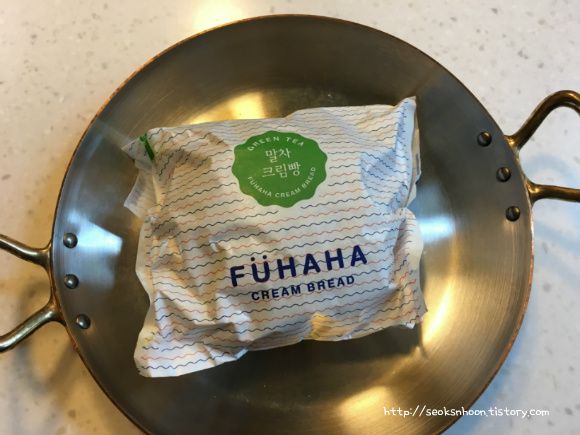 GREEN TEA
말차
크림빵
FUHAHA CREAM BREAD
FÜHAHA
CREAM BREAD
http://seoksnhoon.tistory.com